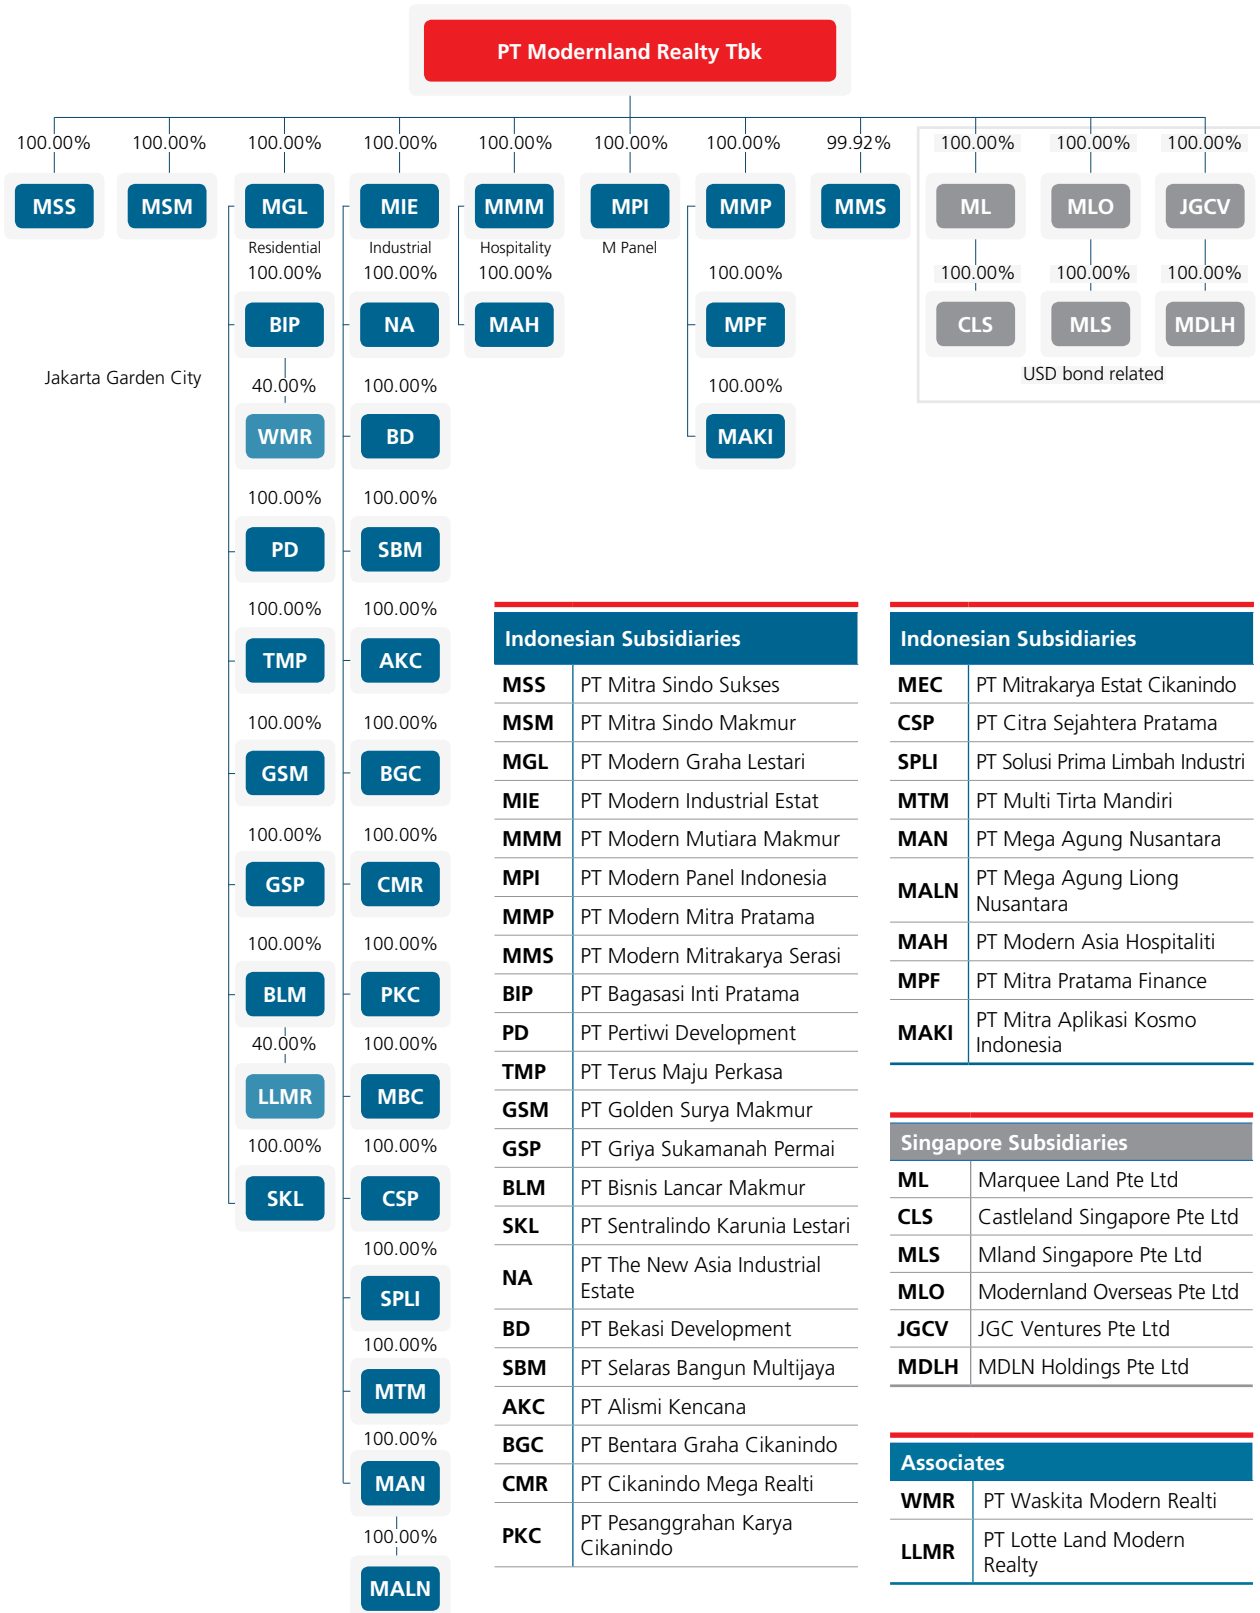 PT Modernland Realty Tbk
100.00% 100.00% 100.00% 100.00% 100.00% 100.00% 100.00% 99.92% 100.00% 100.00% 100.00%
MSS MSM MGL MIE MMM MPI MMP MMS ML MLO JGCV
Residential Industrial Hospitality M Panel
100.00% 100.00% 100.00% 100.00% 100.00% 100.00% 100.00%
BIP NA MAH MPF CLS MLS MDLH
USD bond related
Jakarta Garden City
40.00% 100.00% 100.00%
WMR BD MAKI
100.00% 100.00%
PD SBM
100.00% 100.00%
TMP AKC
100.00% 100.00%
GSM BGC
100.00% 100.00%
GSP CMR
100.00% 100.00%
BLM PKC
40.00% 100.00%
LLMR MBC
100.00% 100.00%
SKL CSP
100.00%
SPLI
100.00%
MTM
100.00%
MAN
100.00%
MALN
Indonesian Subsidiaries
MSS PT Mitra Sindo Sukses
MSM PT Mitra Sindo Makmur
MGL PT Modern Graha Lestari
MIE PT Modern Industrial Estat
MMM PT Modern Mutiara Makmur
MPI PT Modern Panel Indonesia
MMP PT Modern Mitra Pratama
MMS PT Modern Mitrakarya Serasi
BIP PT Bagasasi Inti Pratama
PD PT Pertiwi Development
TMP PT Terus Maju Perkasa
GSM PT Golden Surya Makmur
GSP PT Griya Sukamanah Permai
BLM PT Bisnis Lancar Makmur
SKL PT Sentralindo Karunia Lestari
NA PT The New Asia Industrial
Estate
BD PT Bekasi Development
SBM PT Selaras Bangun Multijaya
AKC PT Alismi Kencana
BGC PT Bentara Graha Cikanindo
CMR PT Cikanindo Mega Realti
PKC PT Pesanggrahan Karya
Cikanindo
Indonesian Subsidiaries
MEC PT Mitrakarya Estat Cikanindo
CSP PT Citra Sejahtera Pratama
SPLI PT Solusi Prima Limbah Industri
MTM PT Multi Tirta Mandiri
MAN PT Mega Agung Nusantara
MALN PT Mega Agung Liong
Nusantara
MAH PT Modern Asia Hospitaliti
MPF PT Mitra Pratama Finance
MAKI PT Mitra Aplikasi Kosmo
Indonesia
Singapore Subsidiaries
ML Marquee Land Pte Ltd
CLS Castleland Singapore Pte Ltd
MLS Mland Singapore Pte Ltd
MLO Modernland Overseas Pte Ltd
JGCV JGC Ventures Pte Ltd
MDLH MDLN Holdings Pte Ltd
Associates
WMR PT Waskita Modern Realti
LLMR PT Lotte Land Modern
Realty